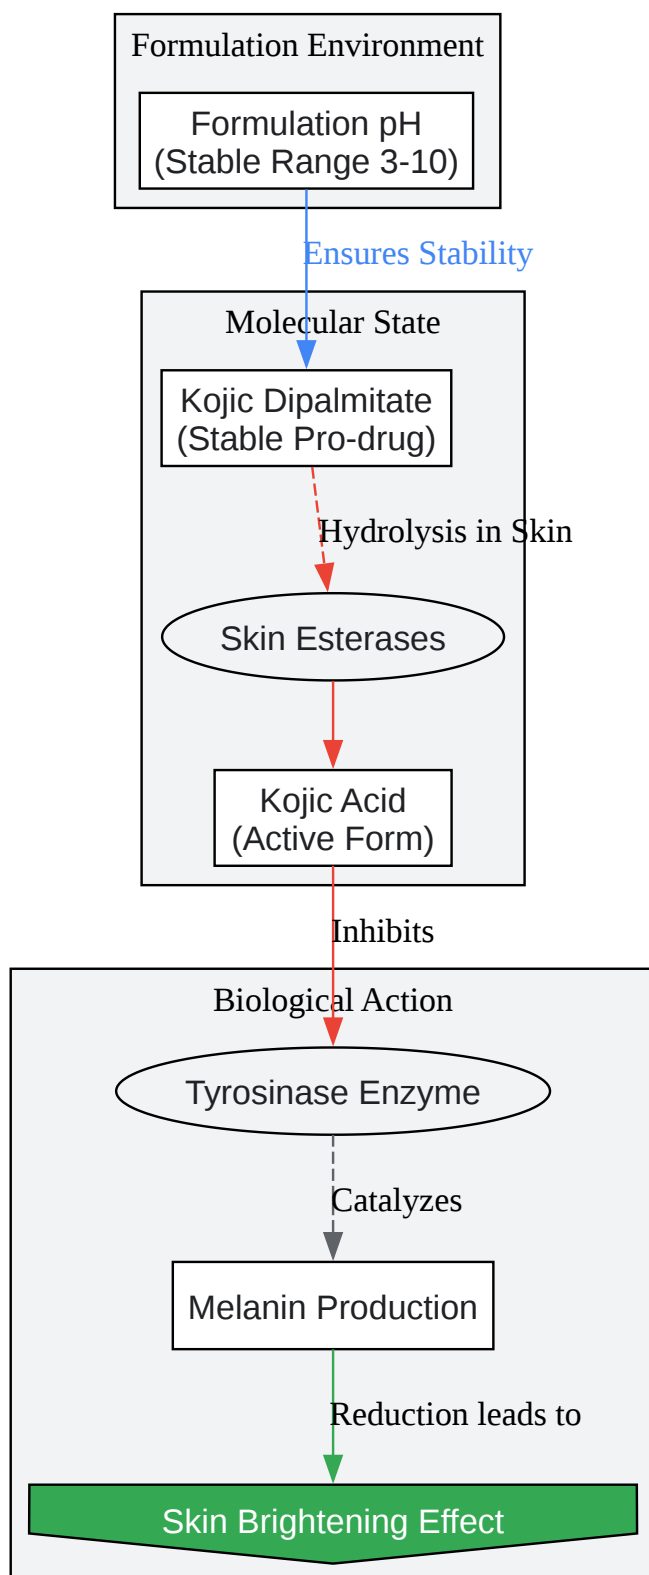 Formulation Environment
Formulation pH
(Stable Range 3-10)
Ensures Stability
Molecular State
Kojic Dipalmitate
(Stable Pro-drug)
Hydrolysis in Skin
Skin Esterases
Kojic Acid
(Active Form)
Inhibits
Biological Action
Tyrosinase Enzyme
Catalyzes
Melanin Production
Reduction leads to
Skin Brightening Effect